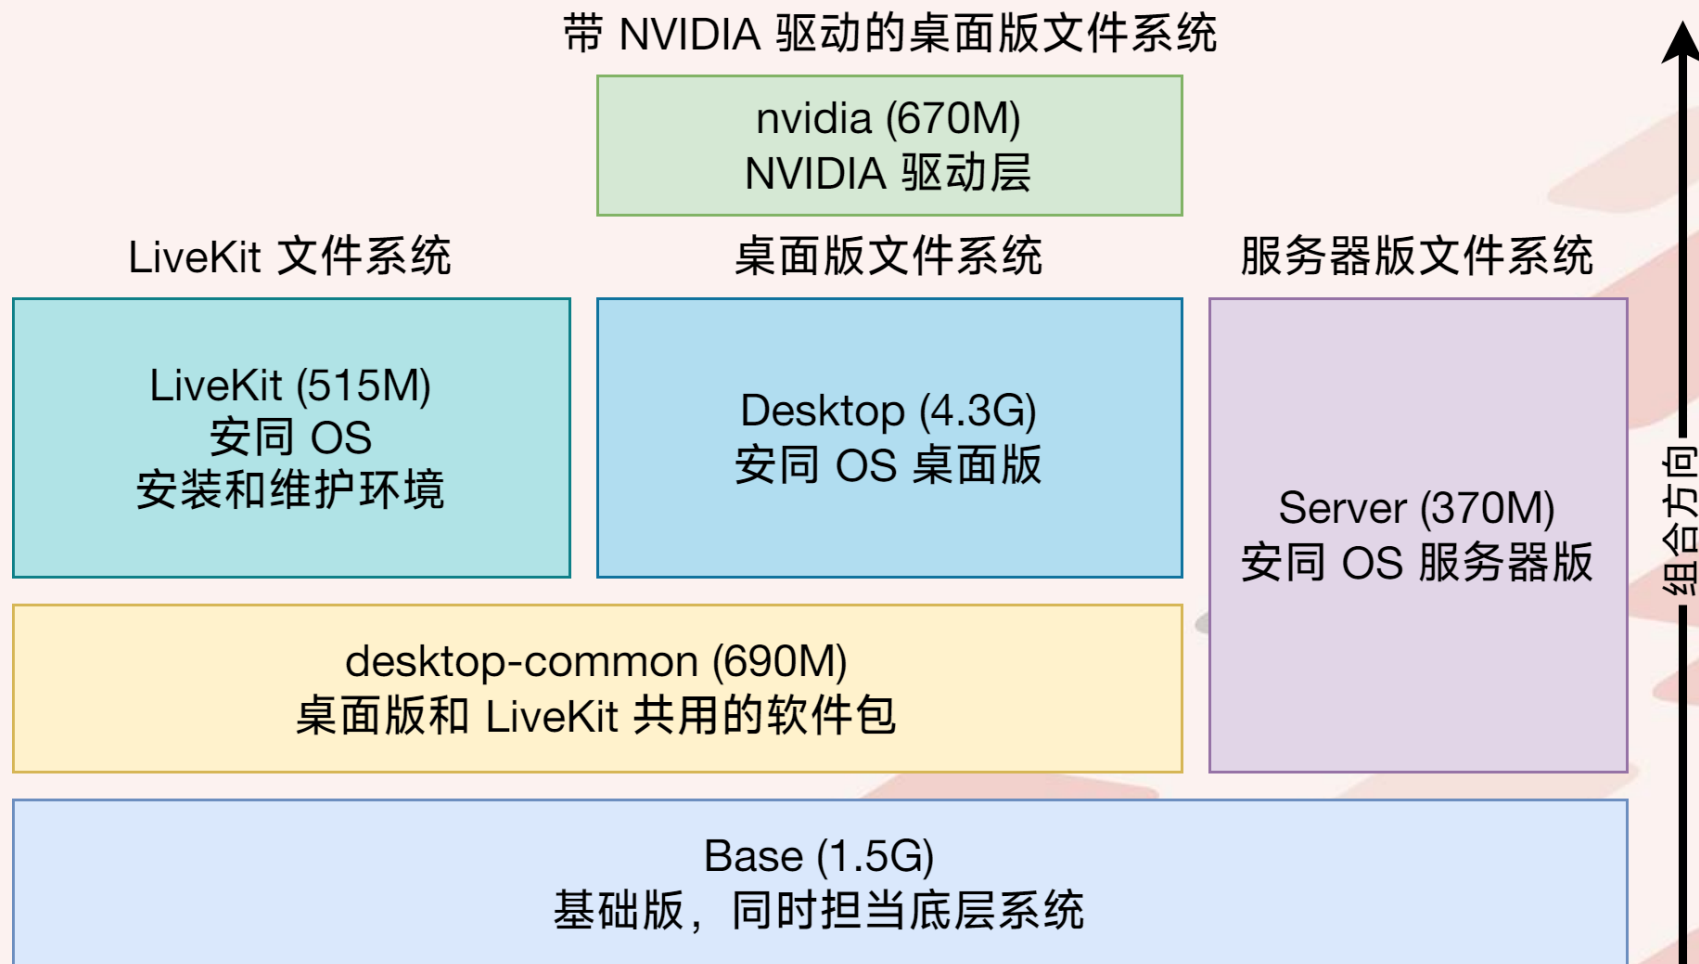 带 NVIDIA 驱动的桌面版文件系统
nvidia (670M)
NVIDIA 驱动层
LiveKit 文件系统
桌面版文件系统
服务器版文件系统
LiveKit (515M)
安同 OS
安装和维护环境
Desktop (4.3G)
安同 OS 桌面版
Server (370M)
安同 OS 服务器版
组合方向
desktop-common (690M)
桌面版和 LiveKit 共用的软件包
Base (1.5G)
基础版，同时担当底层系统